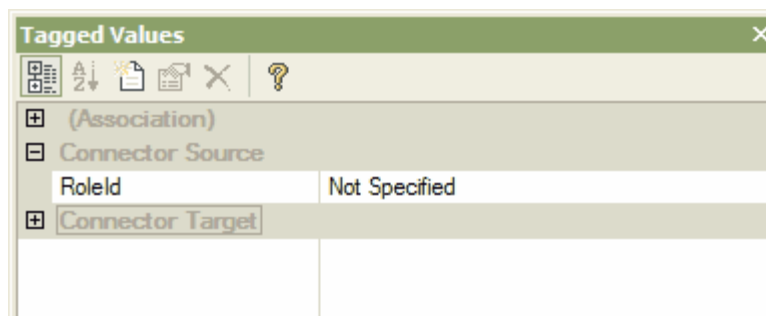 Tagged Values
(Association)
Connector Source
RoleId Not Specified
Connector Target